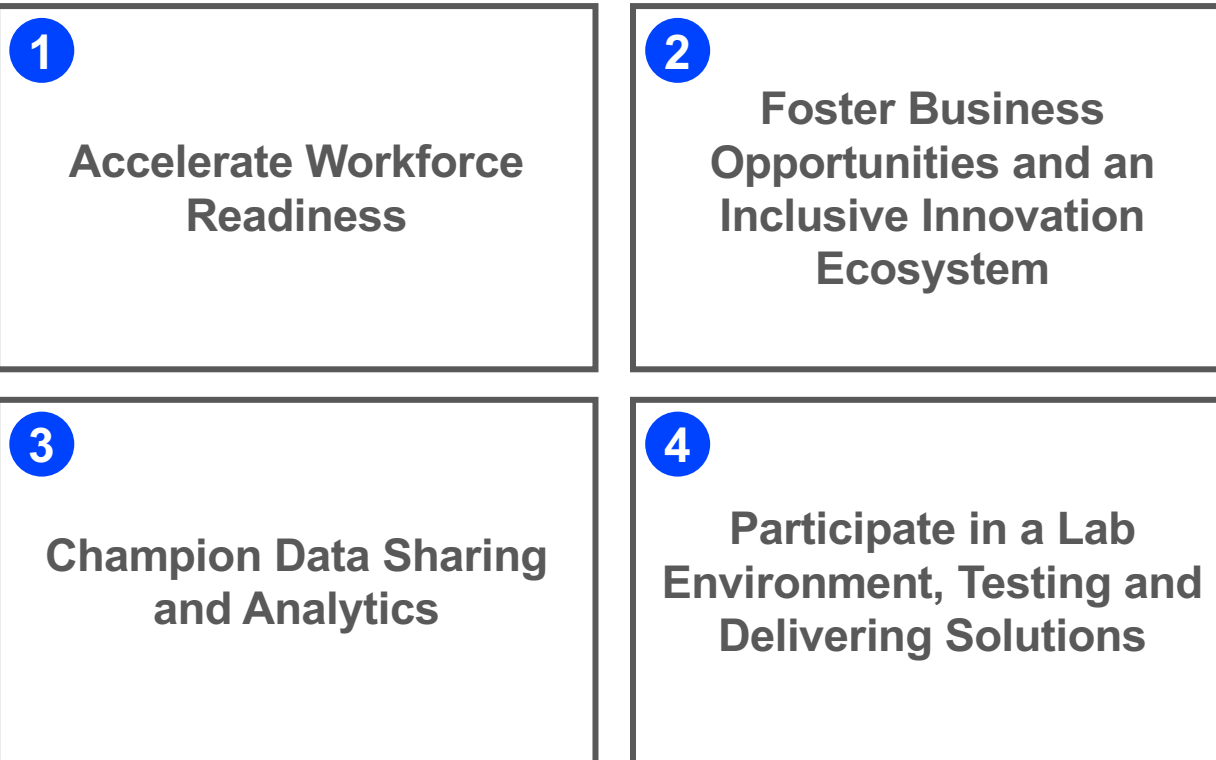 1
Accelerate Workforce
Readiness
2
Foster Business
Opportunities and an
Inclusive Innovation
Ecosystem
3
Champion Data Sharing
and Analytics
4
Participate in a Lab
Environment, Testing and
Delivering Solutions